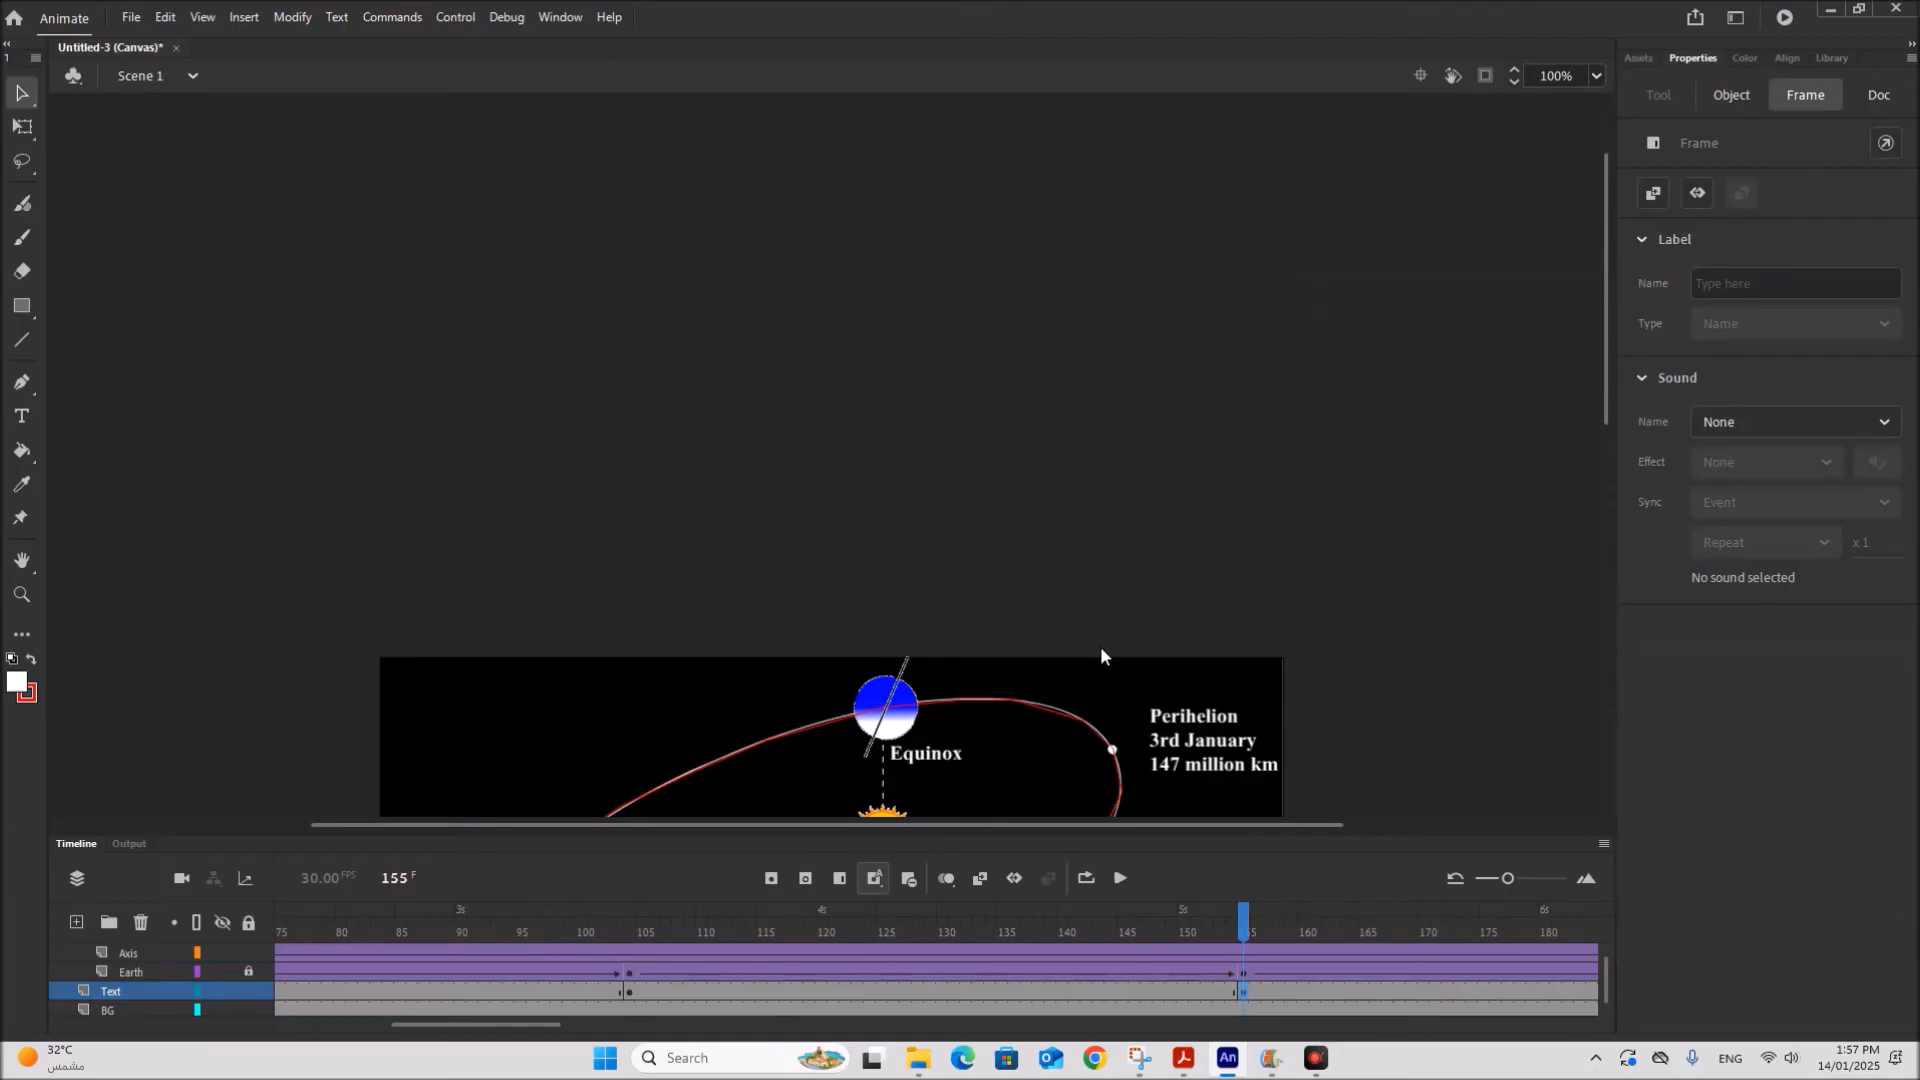 Animate
File Edit View Insert Modify Text Commands Control Debug Window Help
Untitled-3 (Canvas)* ×
Scene 1
100%
Assets Properties Color Align Library
Tool Object Frame Doc
Frame
Label
Name Type here
Type Name
Sound
Name None
Effect None
Sync Event
Repeat x 1
No sound selected
Perihelion
3rd January
147 million km
Equinox
Timeline Output
30.00 FPS 155 F
3s 4s 5s 6s
75 80 85 90 95 100 105 110 115 120 125 130 135 140 145 150 155 160 165 170 175 180
Axis
Earth
Text
BG
32°C
مشمس
Search
An
ENG
1:57 PM
14/01/2025